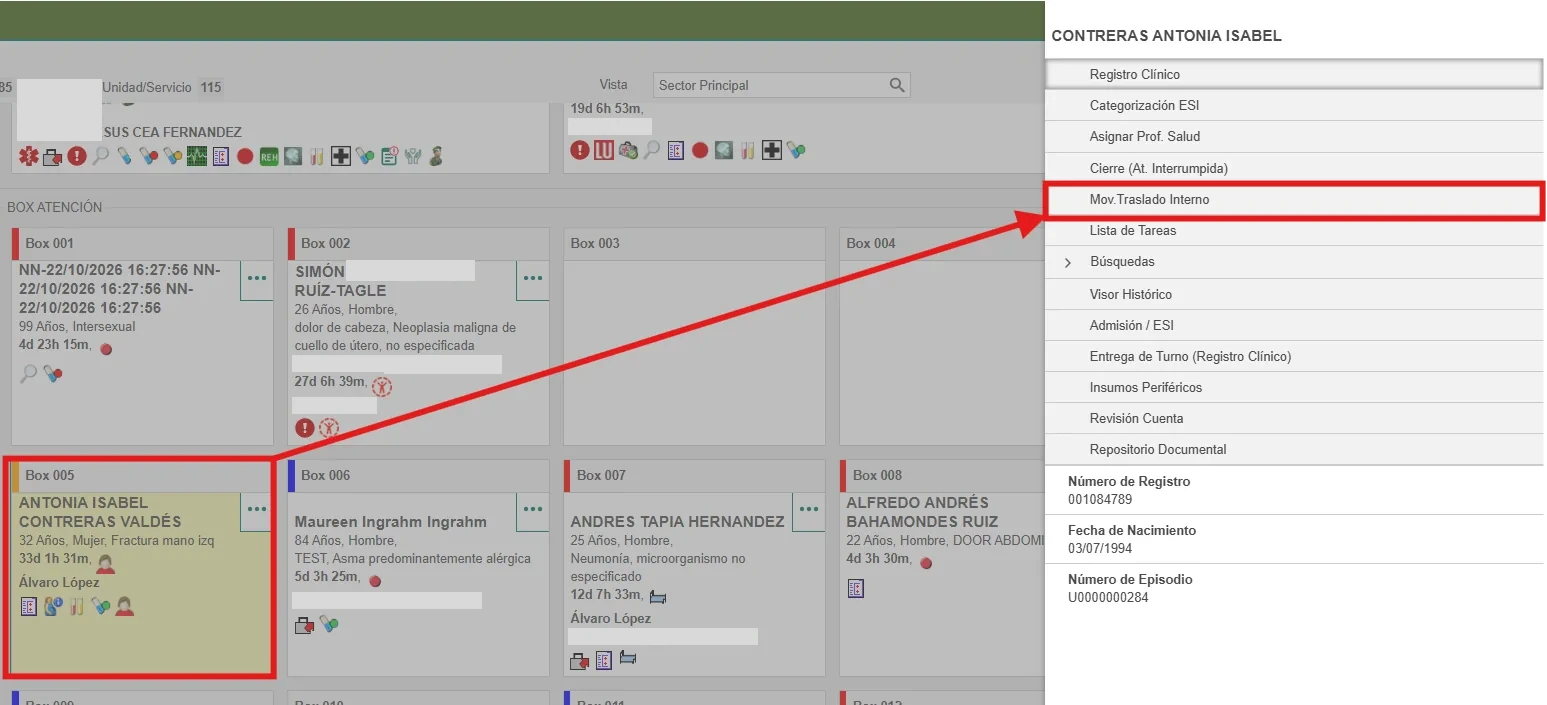 85
Unidad/Servicio 115
Vista
Sector Principal
SUS CEA FERNANDEZ
REH
19d 6h 53m,
BOX ATENCIÓN
Box 001
NN-22/10/2026 16:27:56 NN-
22/10/2026 16:27:56 NN-
22/10/2026 16:27:56
99 Años, Intersexual
4d 23h 15m,
Box 002
SIMÓN
RUÍZ-TAGLE
26 Años, Hombre,
dolor de cabeza, Neoplasia maligna de
cuello de útero, no especificada
27d 6h 39m,
Box 003
Box 004
Box 005
ANTONIA ISABEL
CONTRERAS VALDÉS
32 Años, Mujer, Fractura mano izq
33d 1h 31m,
Álvaro López
Box 006
Maureen Ingrahm Ingrahm
84 Años, Hombre,
TEST, Asma predominantemente alérgica
5d 3h 25m,
Box 007
ANDRES TAPIA HERNANDEZ
25 Años, Hombre,
Neumonía, microorganismo no
especificado
12d 7h 33m,
Álvaro López
Box 008
ALFREDO ANDRÉS
BAHAMONDES RUIZ
22 Años, Hombre, DOOR ABDOMI
4d 3h 30m,
Box 009
Box 010
Box 011
Box 012
CONTRERAS ANTONIA ISABEL
Registro Clínico
Categorización ESI
Asignar Prof. Salud
Cierre (At. Interrumpida)
Mov.Traslado Interno
Lista de Tareas
Búsquedas
Visor Histórico
Admisión / ESI
Entrega de Turno (Registro Clínico)
Insumos Periféricos
Revisión Cuenta
Repositorio Documental
Número de Registro
001084789
Fecha de Nacimiento
03/07/1994
Número de Episodio
U0000000284